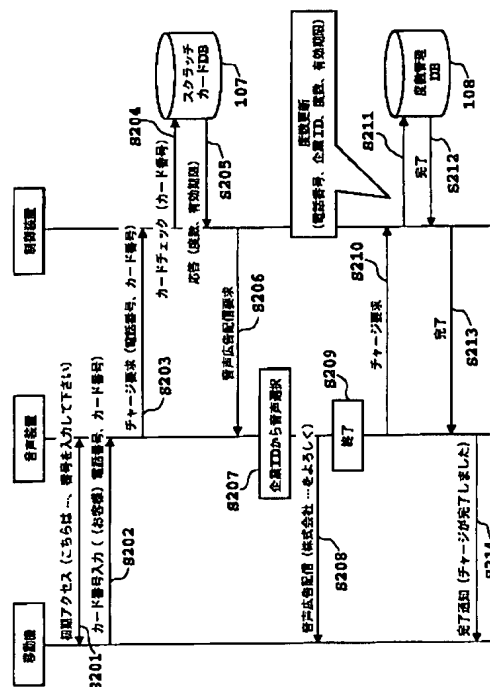 移動機
音声装置
制御装置
初期アクセス(こちらは…、番号を入力して下さい)
S201
カード番号入力((お客様)電話番号、カード番号)
S202
チャージ要求(電話番号、カード番号)
S203
カードチェック(カード番号)
S204
スクラッチ
カードDB
107
応答(度数、有効期限)
S205
音声広告配信要求
S206
企業IDから音声選択
S207
音声広告配信(株式会社…をよろしく)
S208
終了
S209
チャージ要求
S210
度数更新
(電話番号、企業ID、度数、有効期限)
S211
度数管理
DB
108
完了
S212
完了
S213
完了通知(チャージが完了しました)
S214